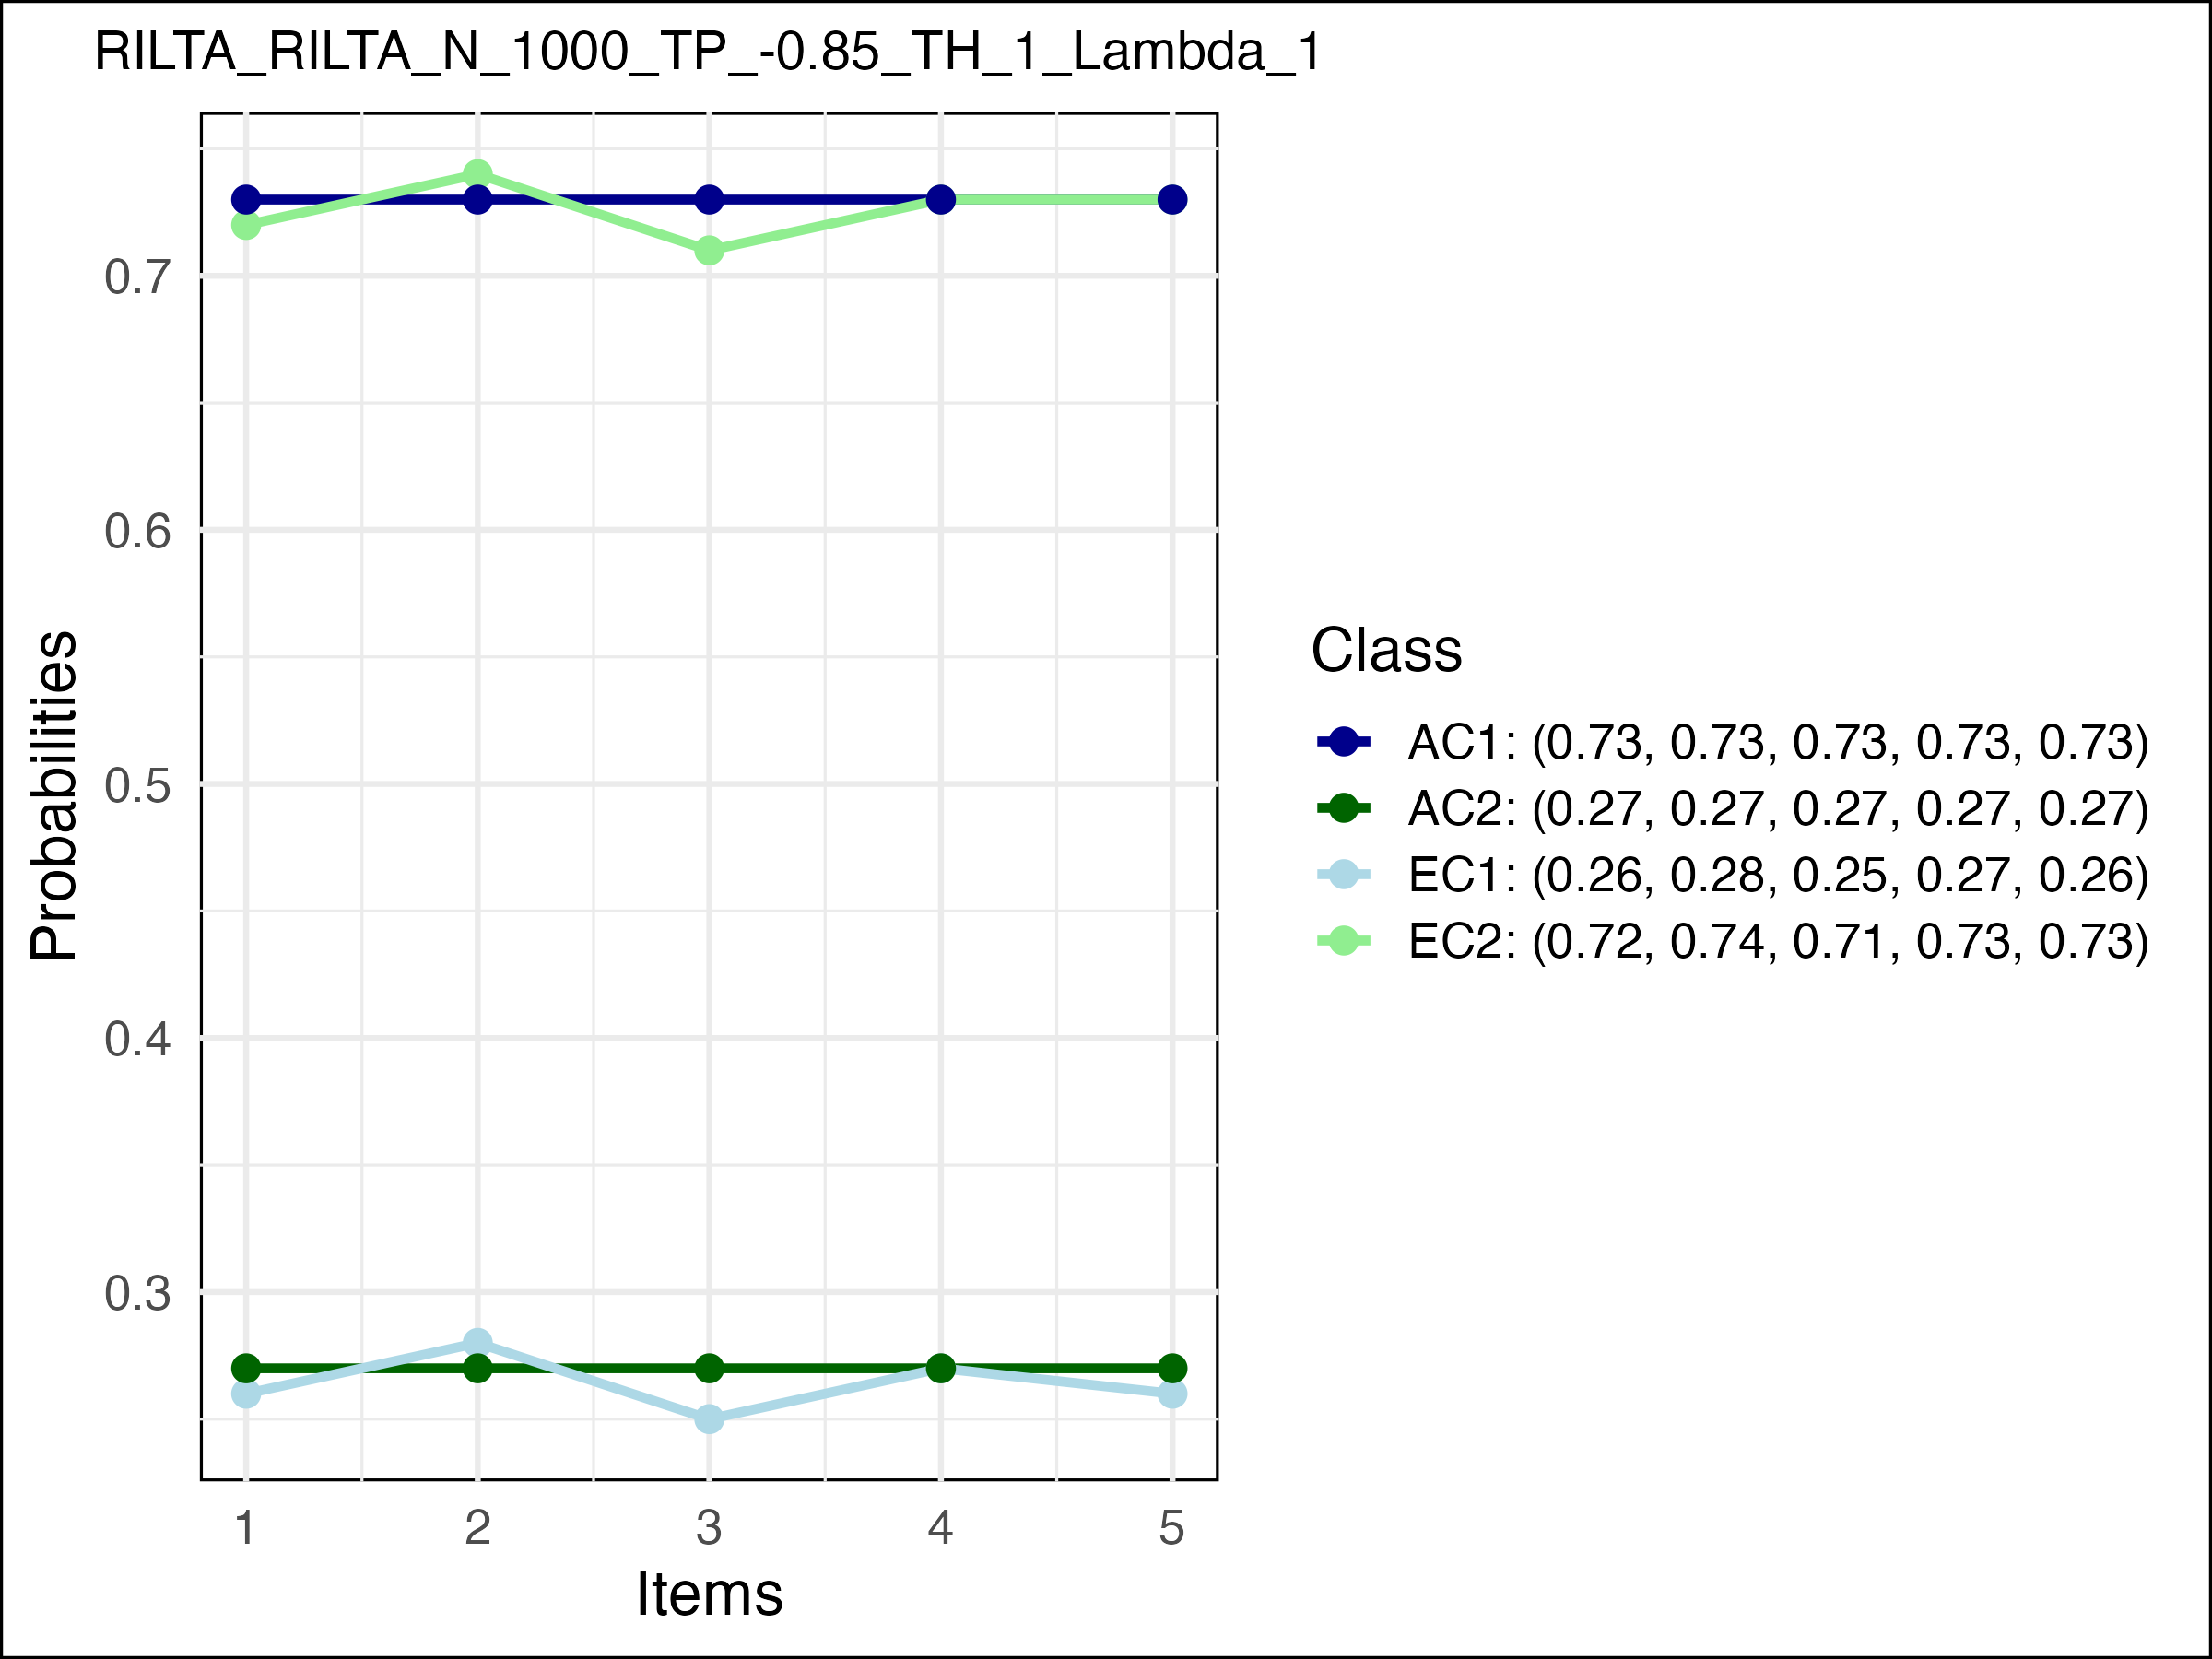 RILTA_RILTA_N_1000_TP_-0.85_TH_1_Lambda_1
Probabilities
0.7
0.6
0.5
0.4
0.3
1 2 3 4 5
Items
Class
AC1: (0.73, 0.73, 0.73, 0.73, 0.73)
AC2: (0.27, 0.27, 0.27, 0.27, 0.27)
EC1: (0.26, 0.28, 0.25, 0.27, 0.26)
EC2: (0.72, 0.74, 0.71, 0.73, 0.73)